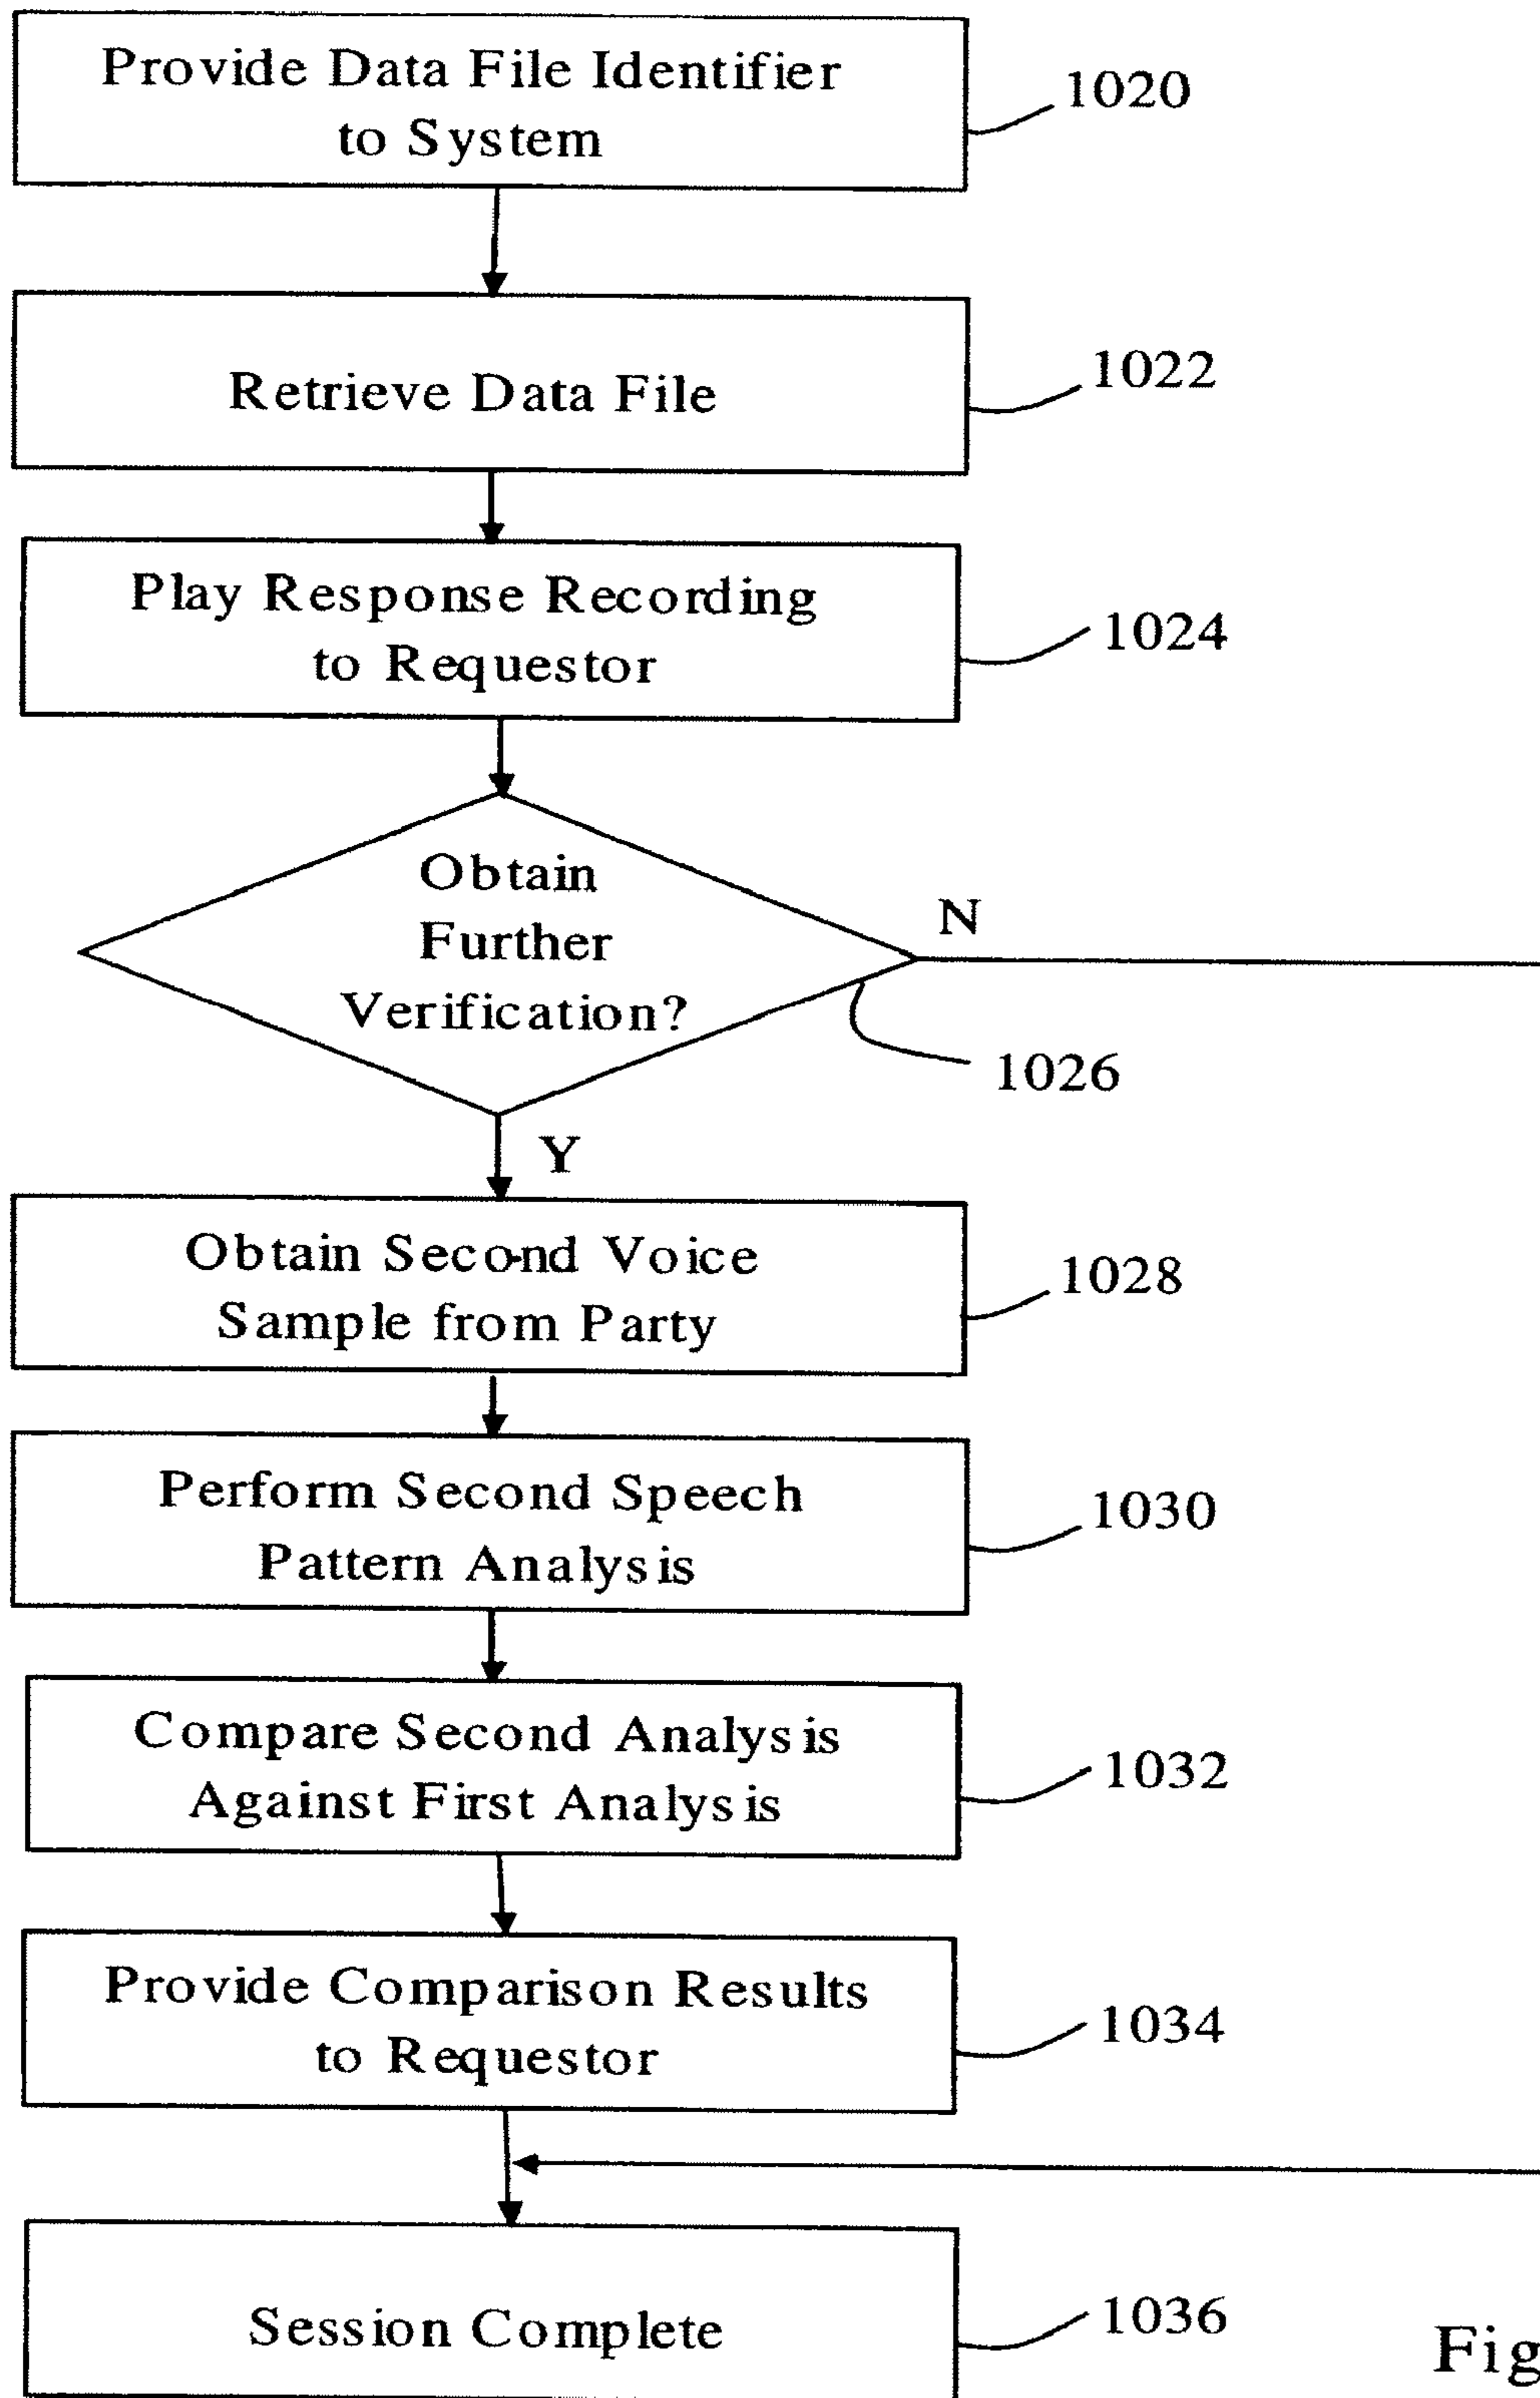 Provide Data File Identifier
to System
1020
Retrieve Data File
1022
Play Response Recording
to Requestor
1024
Obtain
Further
Verification?
N
1026
Y
Obtain Second Voice
Sample from Party
1028
Perform Second Speech
Pattern Analysis
1030
Compare Second Analysis
Against First Analysis
1032
Provide Comparison Results
to Requestor
1034
Session Complete
1036
Fig